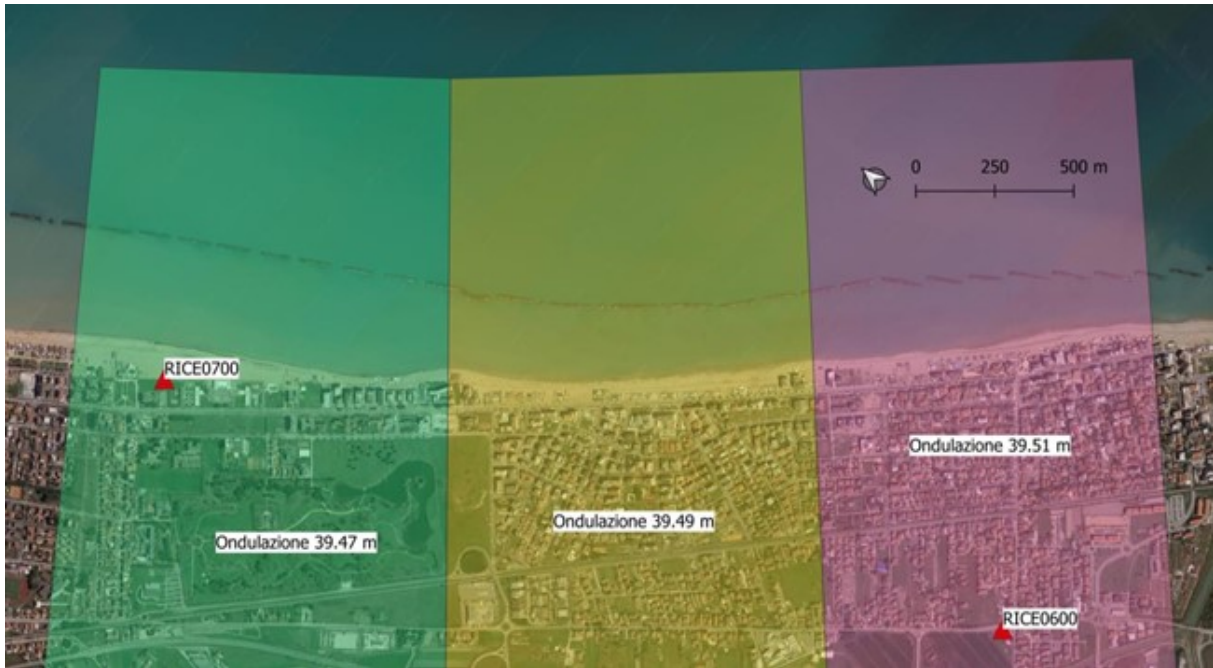 0 250 500 m
RICE0700
Ondulazione 39.51 m
Ondulazione 39.49 m
Ondulazione 39.47 m
RICE0600